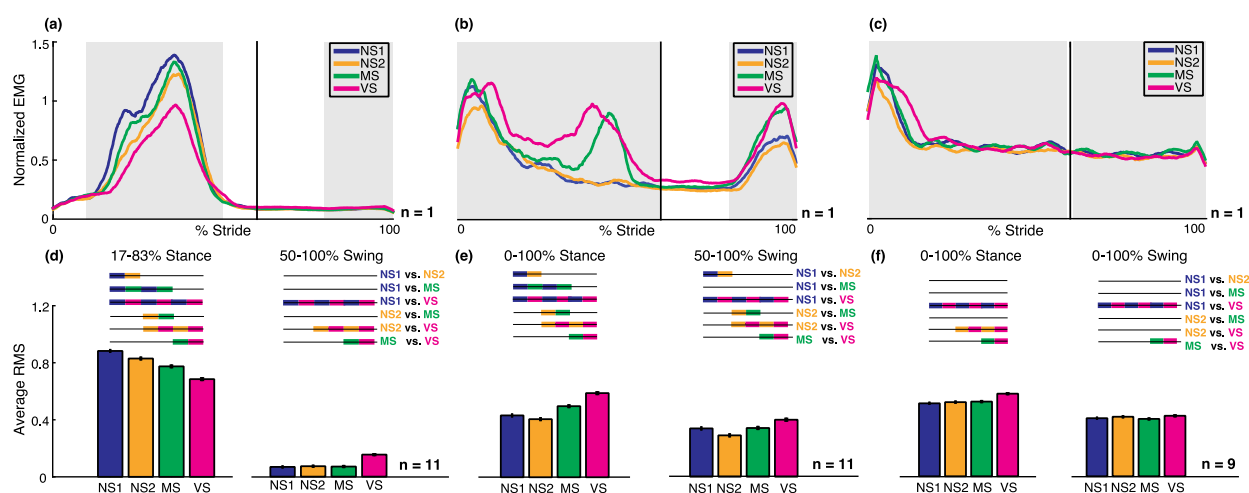 (a)
(b)
(c)
1.5
1
0.5
0
Normalized EMG
NS1
NS2
MS
VS
n = 1
0
% Stride
100
NS1
NS2
MS
VS
n = 1
0
% Stride
100
NS1
NS2
MS
VS
n = 1
0
% Stride
100
(d)
17-83% Stance
50-100% Swing
NS1 vs. NS2
NS1 vs. MS
NS1 vs. VS
NS2 vs. MS
NS2 vs. VS
MS vs. VS
1.2
0.8
0.4
0
Average RMS
n = 11
NS1 NS2 MS VS
NS1 NS2 MS VS
(e)
0-100% Stance
50-100% Swing
NS1 vs. NS2
NS1 vs. MS
NS1 vs. VS
NS2 vs. MS
NS2 vs. VS
MS vs. VS
n = 11
NS1 NS2 MS VS
NS1 NS2 MS VS
(f)
0-100% Stance
0-100% Swing
NS1 vs. NS2
NS1 vs. MS
NS1 vs. VS
NS2 vs. MS
NS2 vs. VS
MS vs. VS
n = 9
NS1 NS2 MS VS
NS1 NS2 MS VS